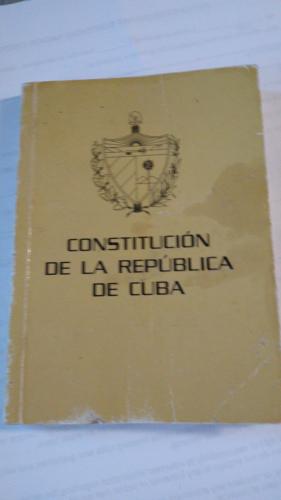 CONSTITUCIÓN
DE LA REPÚBLICA
DE CUBA